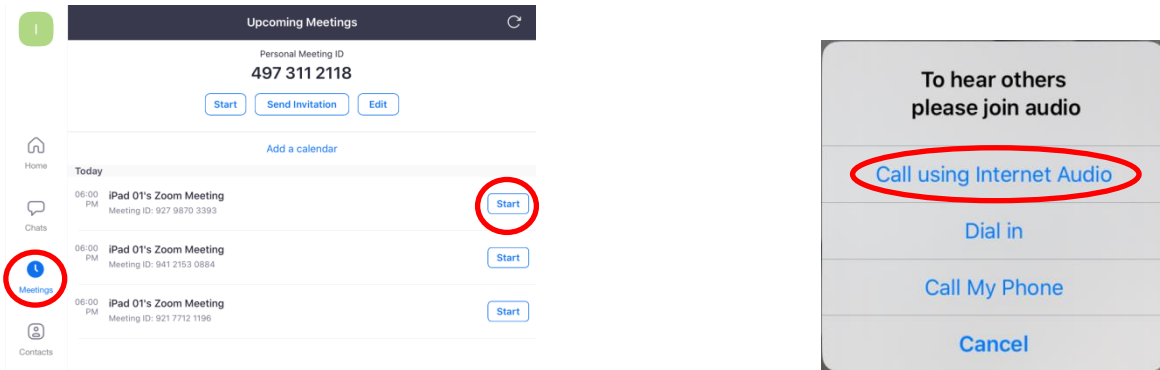 I
Upcoming Meetings
Personal Meeting ID
497 311 2118
Start Send Invitation Edit
Add a calendar
Today
06:00 PM iPad 01's Zoom Meeting
Meeting ID: 927 9870 3393
Start
06:00 PM iPad 01's Zoom Meeting
Meeting ID: 941 2153 0884
Start
06:00 PM iPad 01's Zoom Meeting
Meeting ID: 921 7712 1196
Start
Home
Chats
Meetings
Contacts
To hear others
please join audio
Call using Internet Audio
Dial in
Call My Phone
Cancel